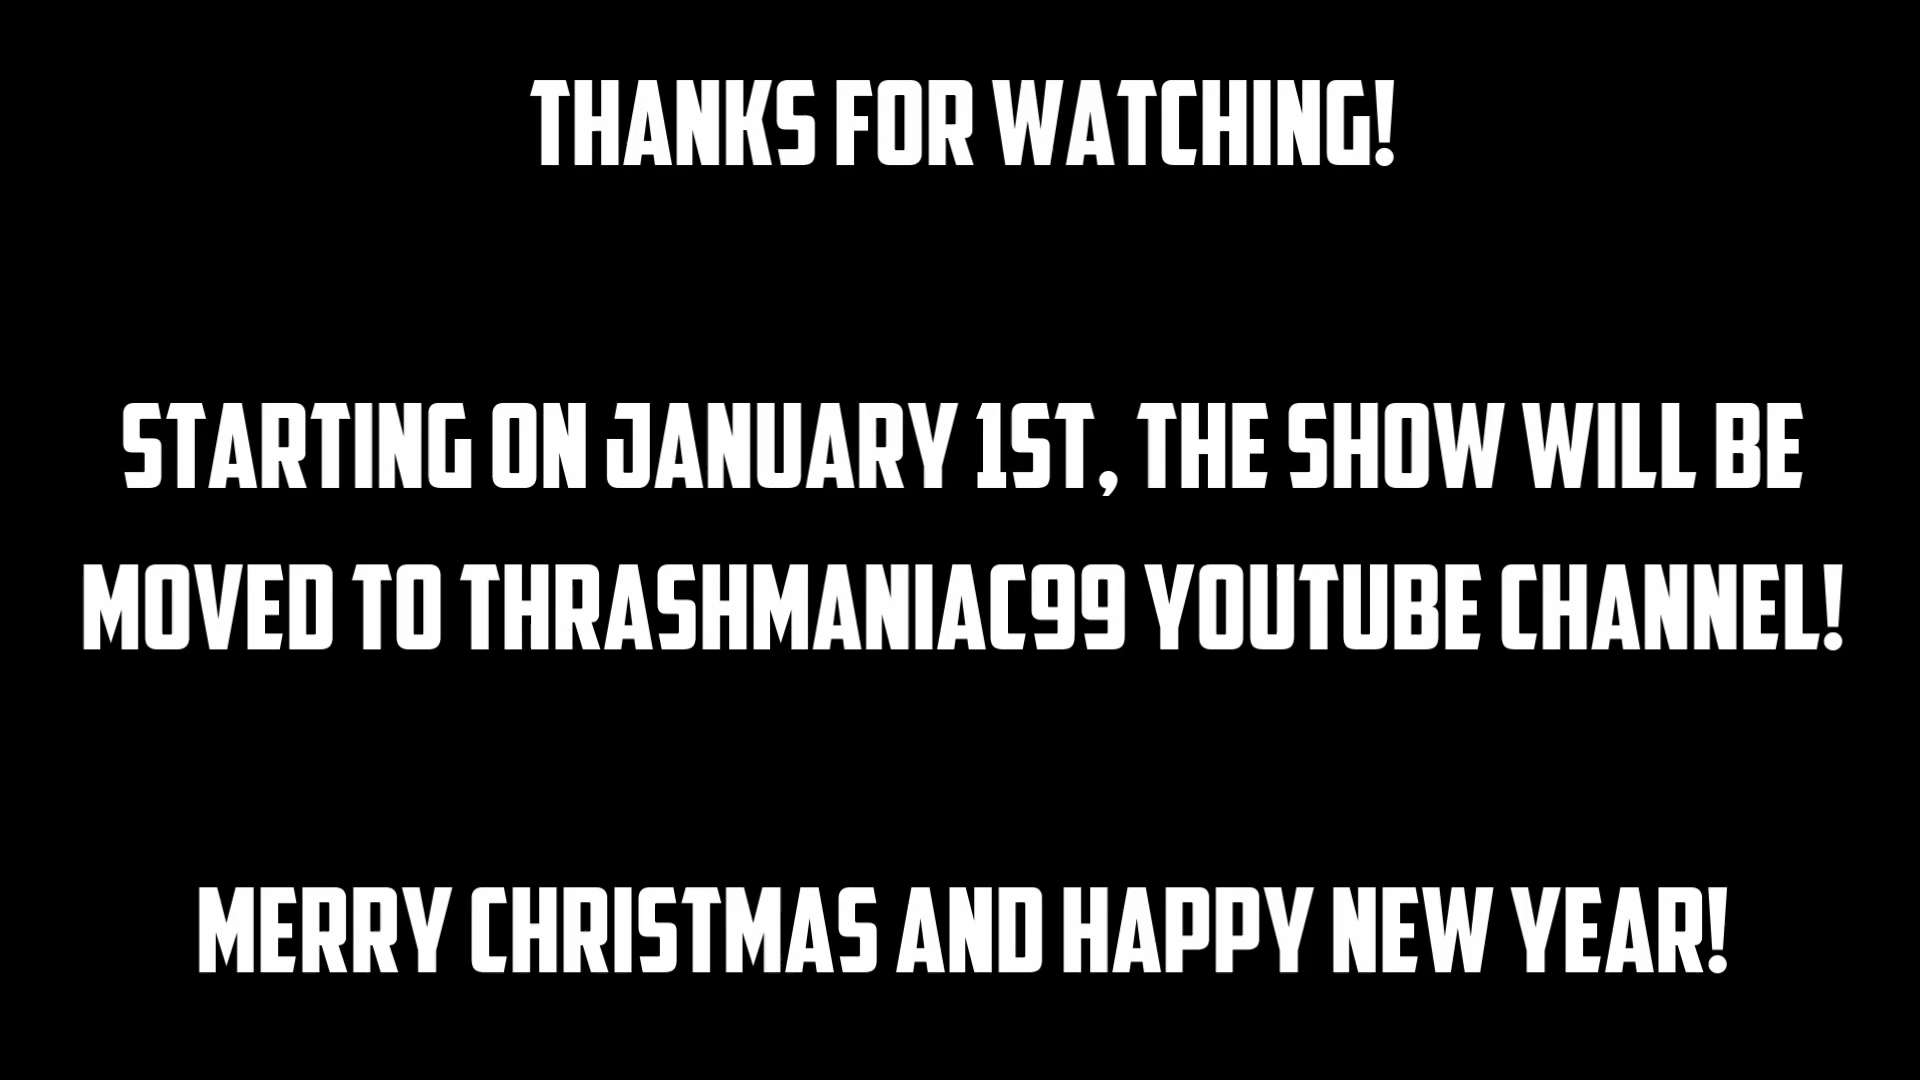 THANKS FOR WATCHING!
STARTING ON JANUARY 1ST, THE SHOW WILL BE
MOVED TO THRASHMANIAC99 YOUTUBE CHANNEL!
MERRY CHRISTMAS AND HAPPY NEW YEAR!